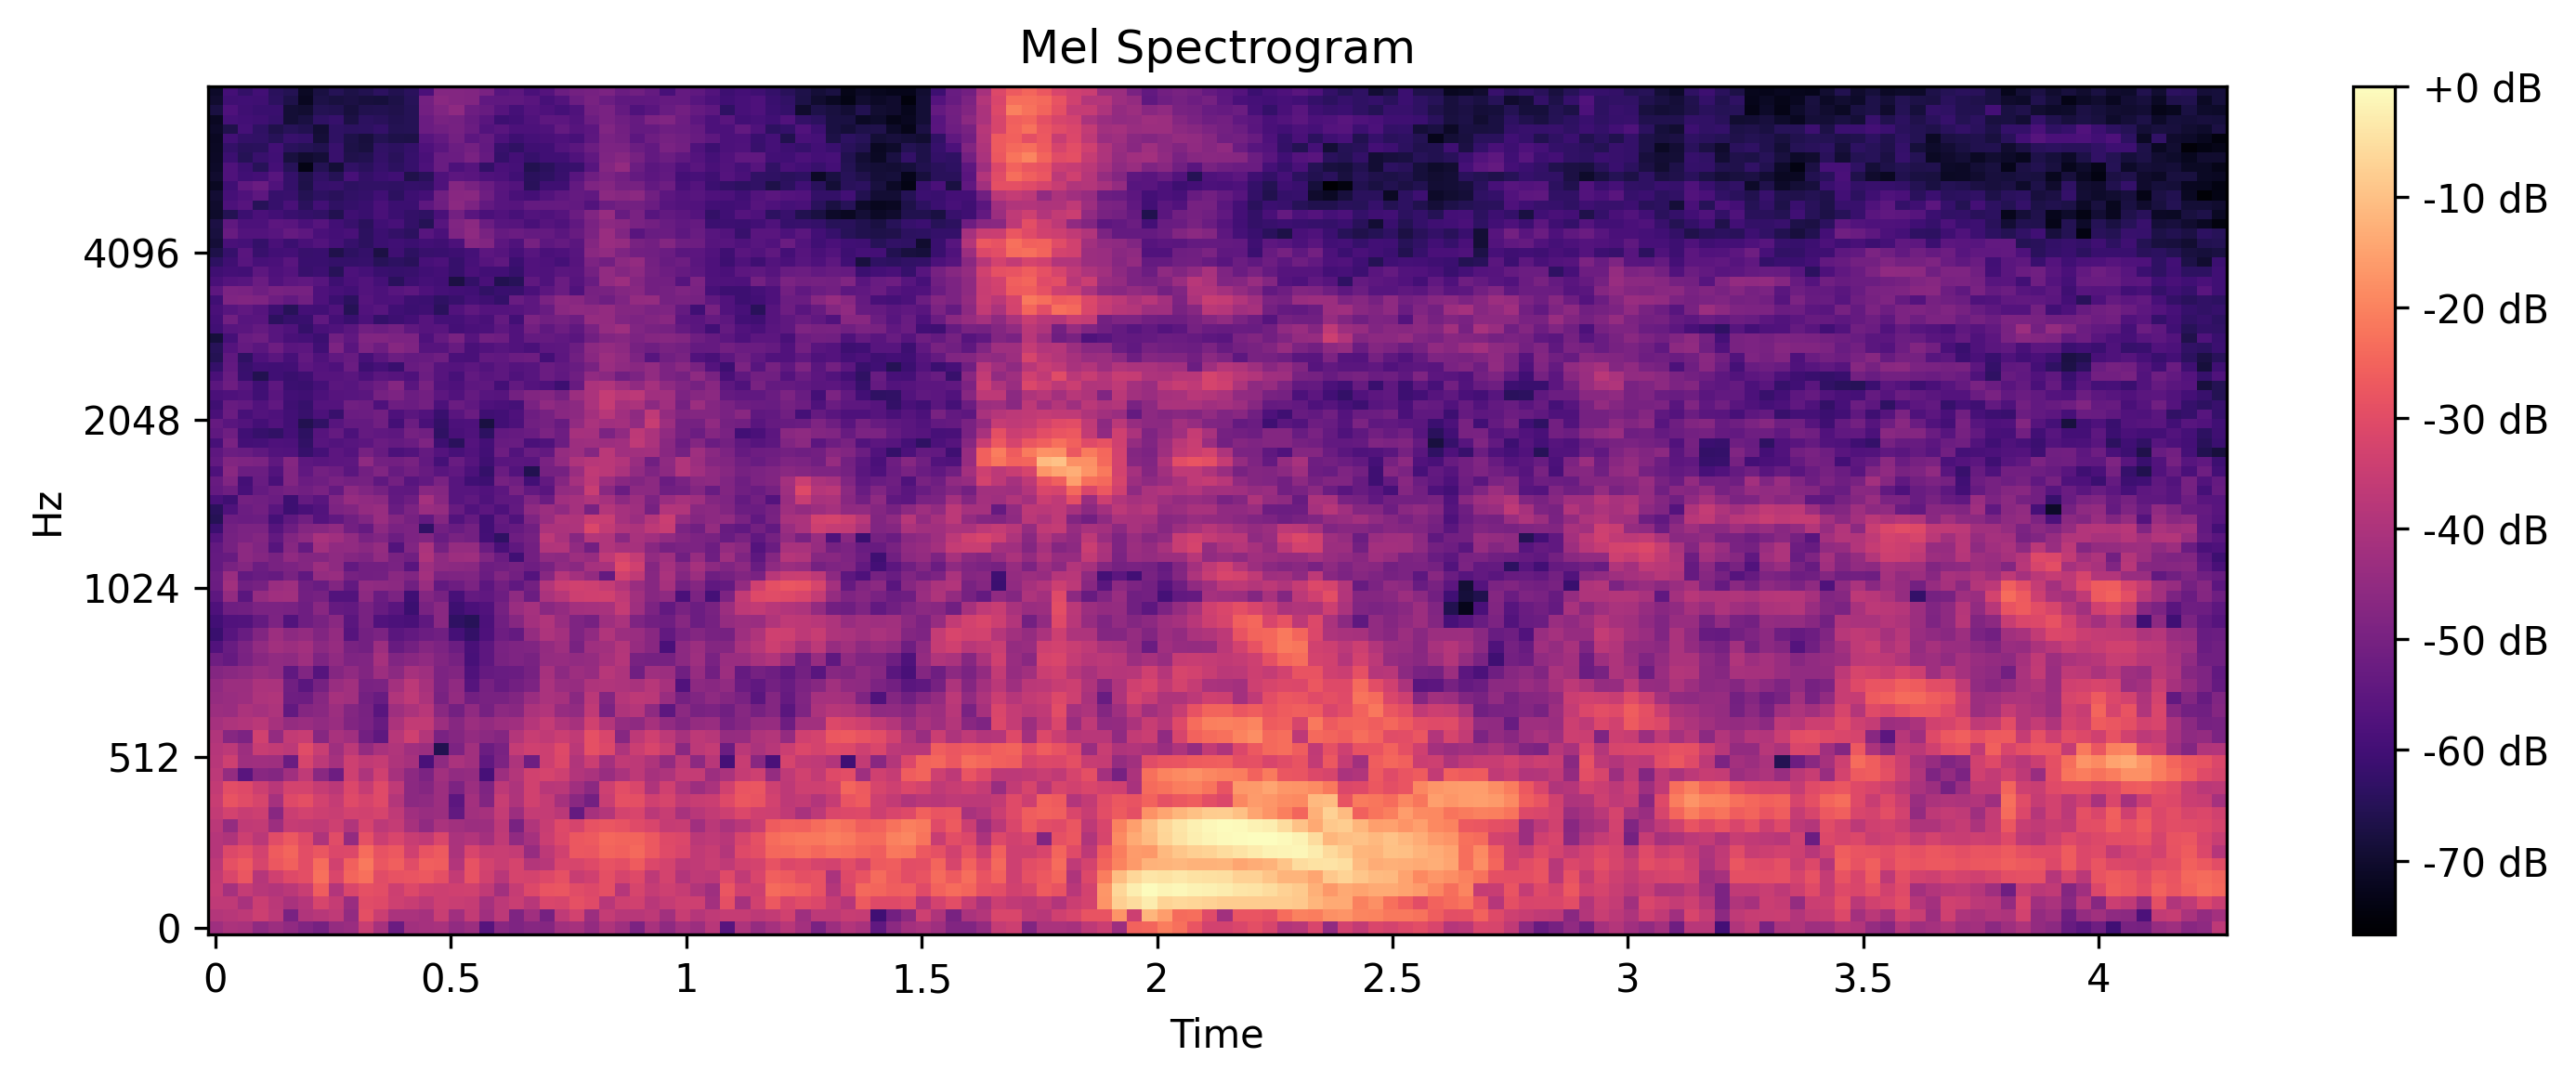 Mel Spectrogram
+0 dB
-10 dB
-20 dB
-30 dB
-40 dB
-50 dB
-60 dB
-70 dB
Hz
4096
2048
1024
512
0
0 0.5 1 1.5 2 2.5 3 3.5 4
Time